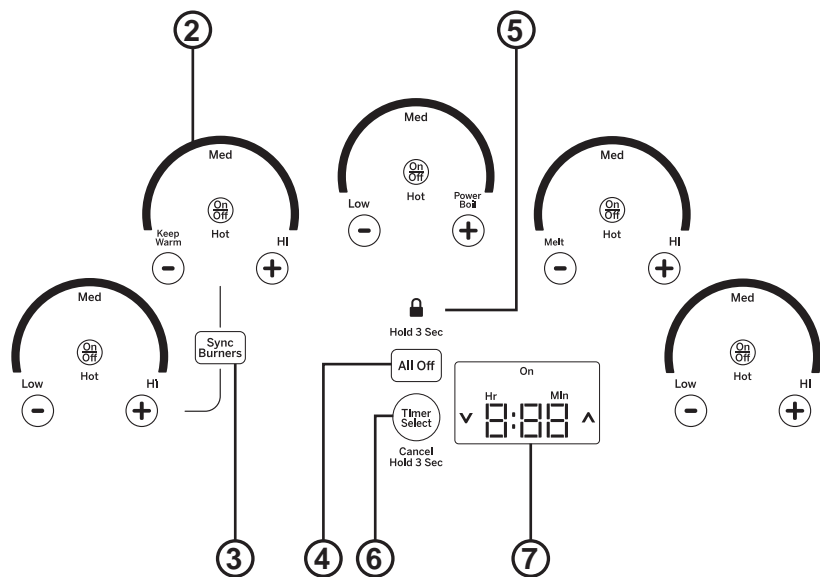 2
5
Med
On
Off
Hot
Keep
Warm
-
HI
+
Med
On
Off
Hot
Low
-
Power
Boil
+
Med
On
Off
Hot
Melt
-
HI
+
Med
On
Off
Hot
Low
-
HI
+
Sync
Burners
Hold 3 Sec
All Off
Timer
Select
Cancel
Hold 3 Sec
On
Hr
Min
8:88
Med
On
Off
Hot
Low
-
HI
+
3
4
6
7